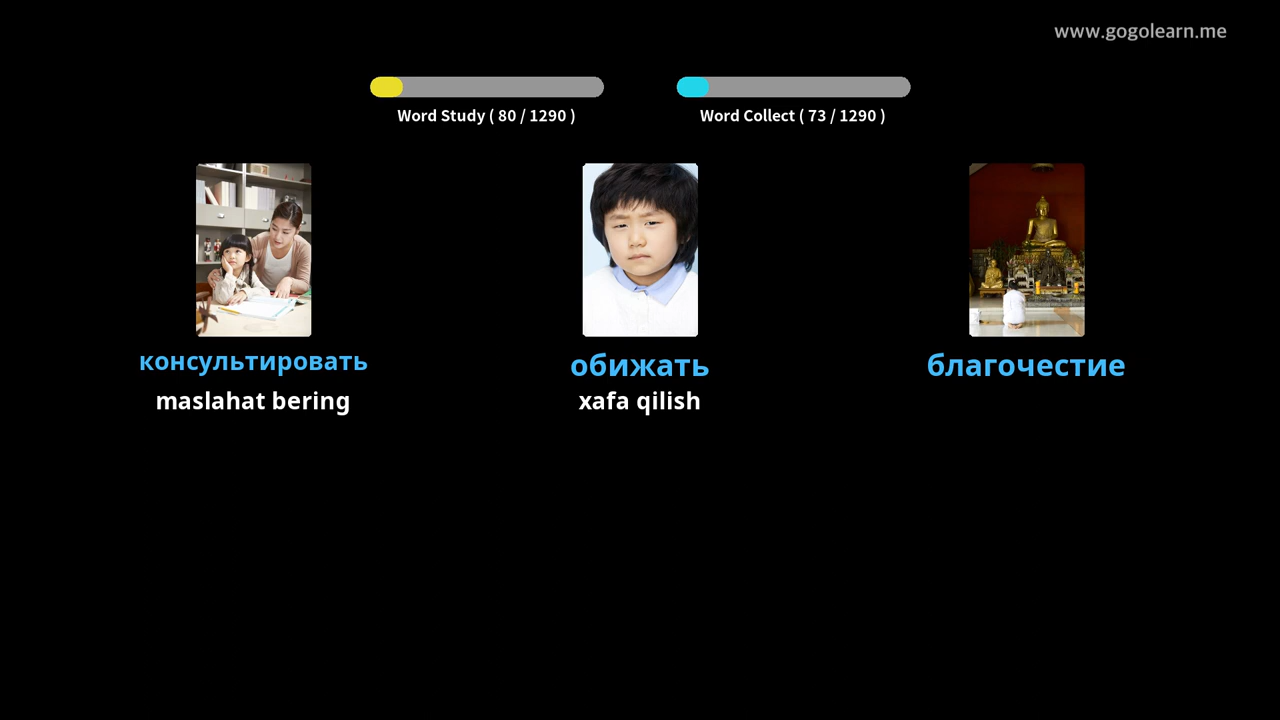 www.gogolearn.me
Word Study ( 80 / 1290 )
Word Collect ( 73 / 1290 )
консультировать
maslahat bering
обижать
xafa qilish
благочестие